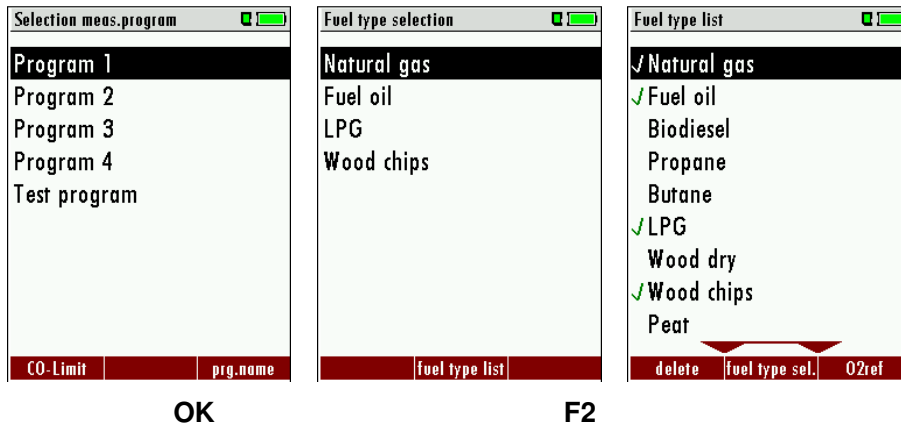 Selection meas.program
Program 1
Program 2
Program 3
Program 4
Test program
CO-Limit
prg.name
Fuel type selection
Natural gas
Fuel oil
LPG
Wood chips
fuel type list
Fuel type list
Natural gas
Fuel oil
Biodiesel
Propane
Butane
LPG
Wood dry
Wood chips
Peat
delete
fuel type sel.
O2ref
OK
F2